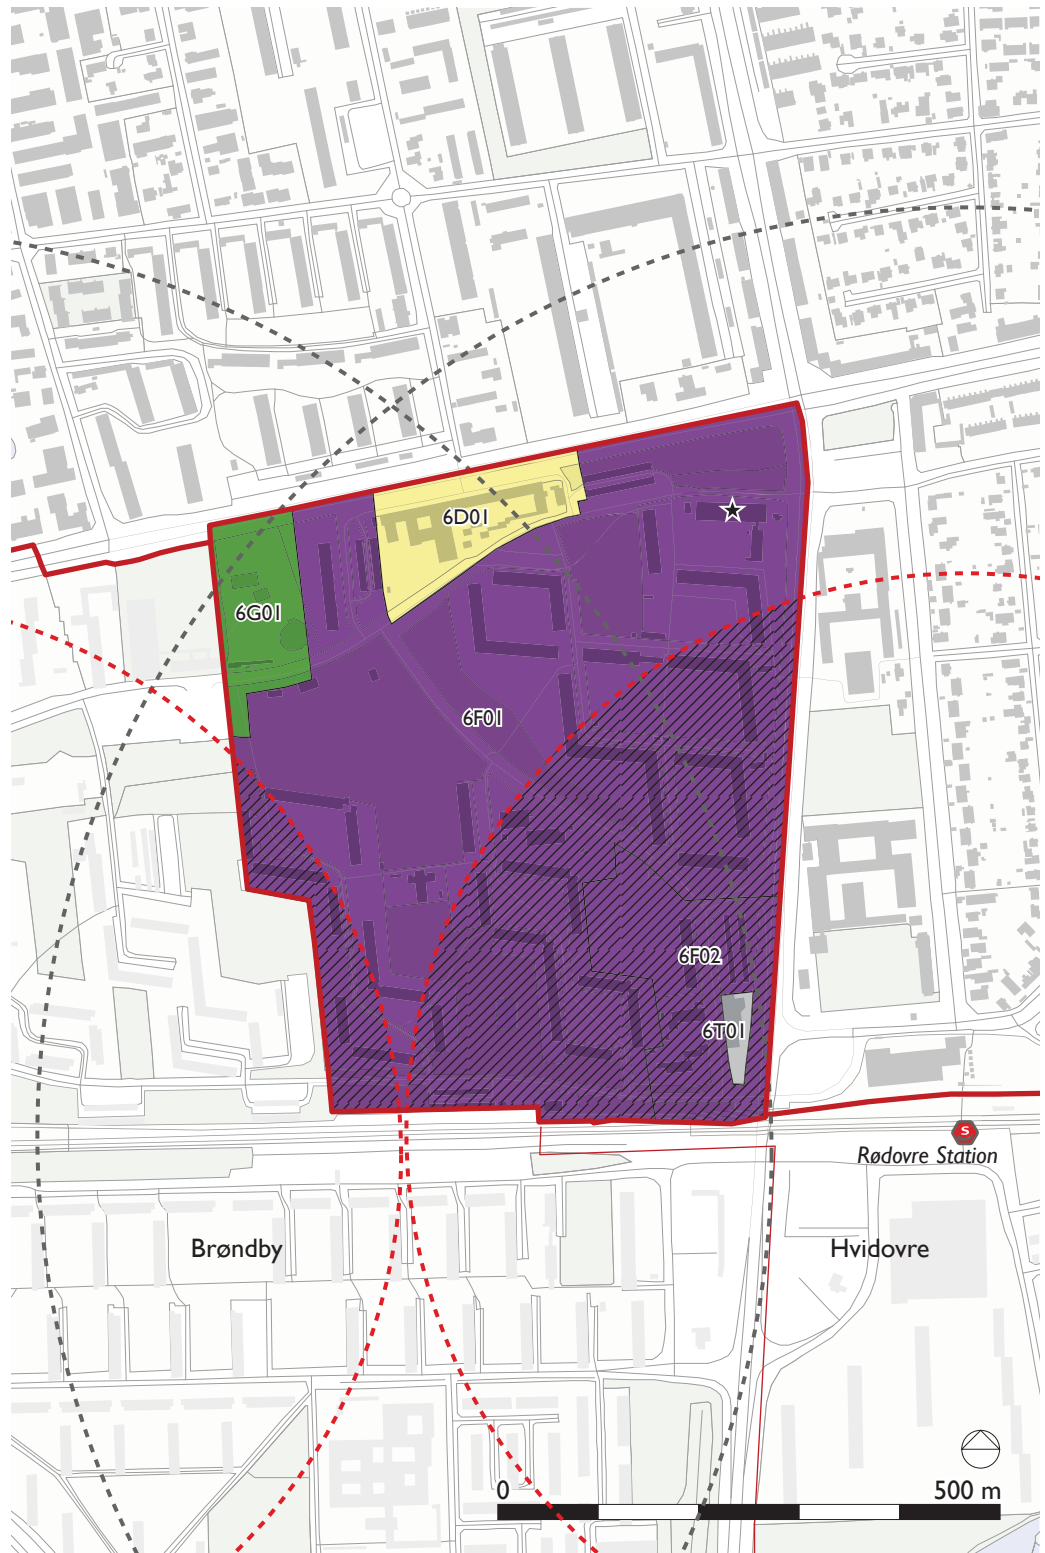 6D01
6G01
6F01
6F02
6T01
S
Rødovre Station
Brøndby
Hvidovre
0
500 m